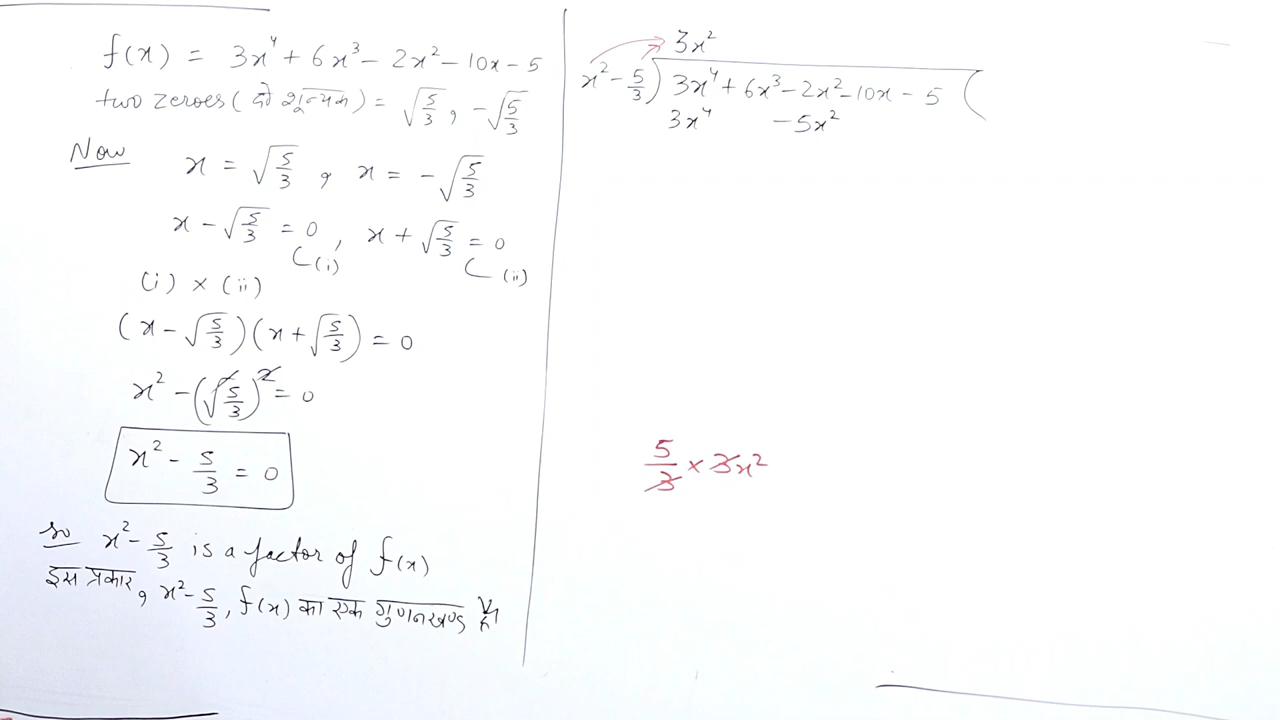 f(x) = 3x⁴ + 6x³ - 2x² - 10x - 5
two zeroes (दो शून्यक) = √5/3 , -√5/3
Now x = √5/3 , x = -√5/3
x - √5/3 = 0 , x + √5/3 = 0
(i) (ii)
(i) × (ii)
(x - √5/3)(x + √5/3) = 0
x² - (√5/3)² = 0
x² - 5/3 = 0
so x² - 5/3 is a factor of f(x)
इस प्रकार, x² - 5/3, f(x) का एक गुणनखण्ड है
3x²
x² - 5/3 ) 3x⁴ + 6x³ - 2x² - 10x - 5 (
3x⁴ - 5x²
5/3 × 3x²